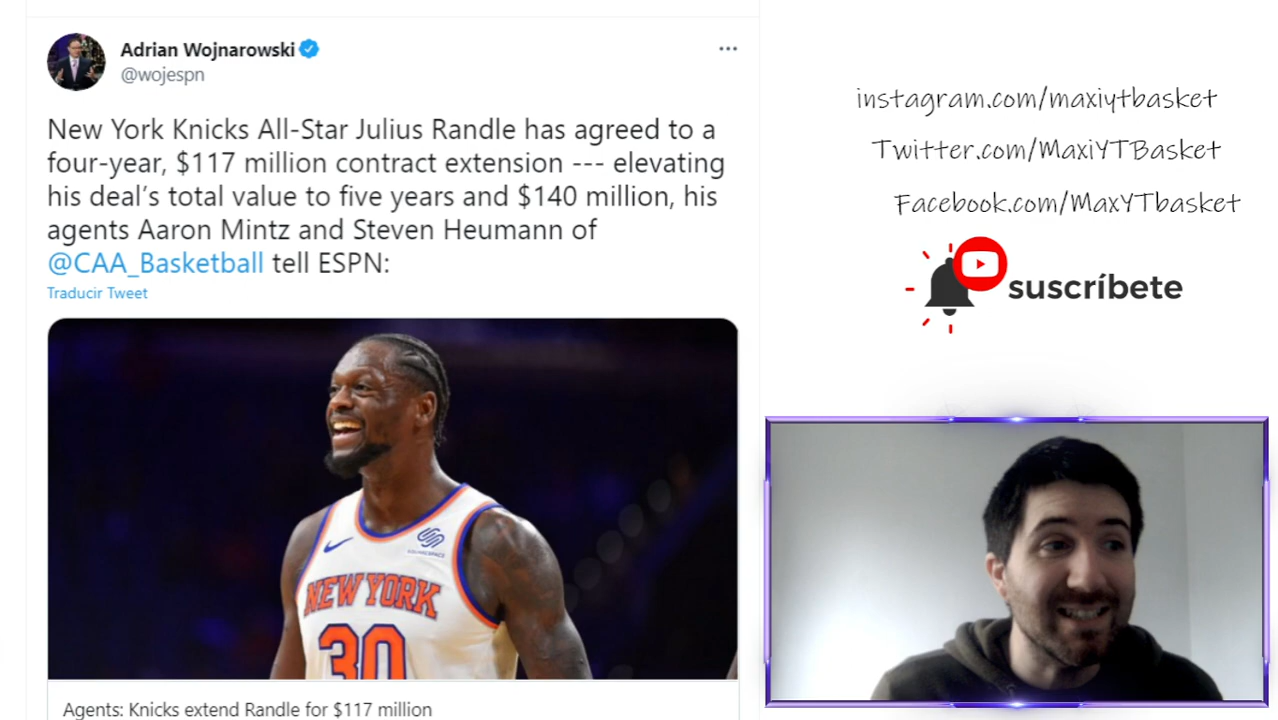 Adrian Wojnarowski
@wojespn
New York Knicks All-Star Julius Randle has agreed to a
four-year, $117 million contract extension --- elevating
his deal’s total value to five years and $140 million, his
agents Aaron Mintz and Steven Heumann of
@CAA_Basketball tell ESPN:
Traducir Tweet
NEW YORK
30
SQUARESPACE
Agents: Knicks extend Randle for $117 million
instagram.com/maxiytbasket
Twitter.com/MaxiYTBasket
Facebook.com/MaxYTbasket
suscríbete